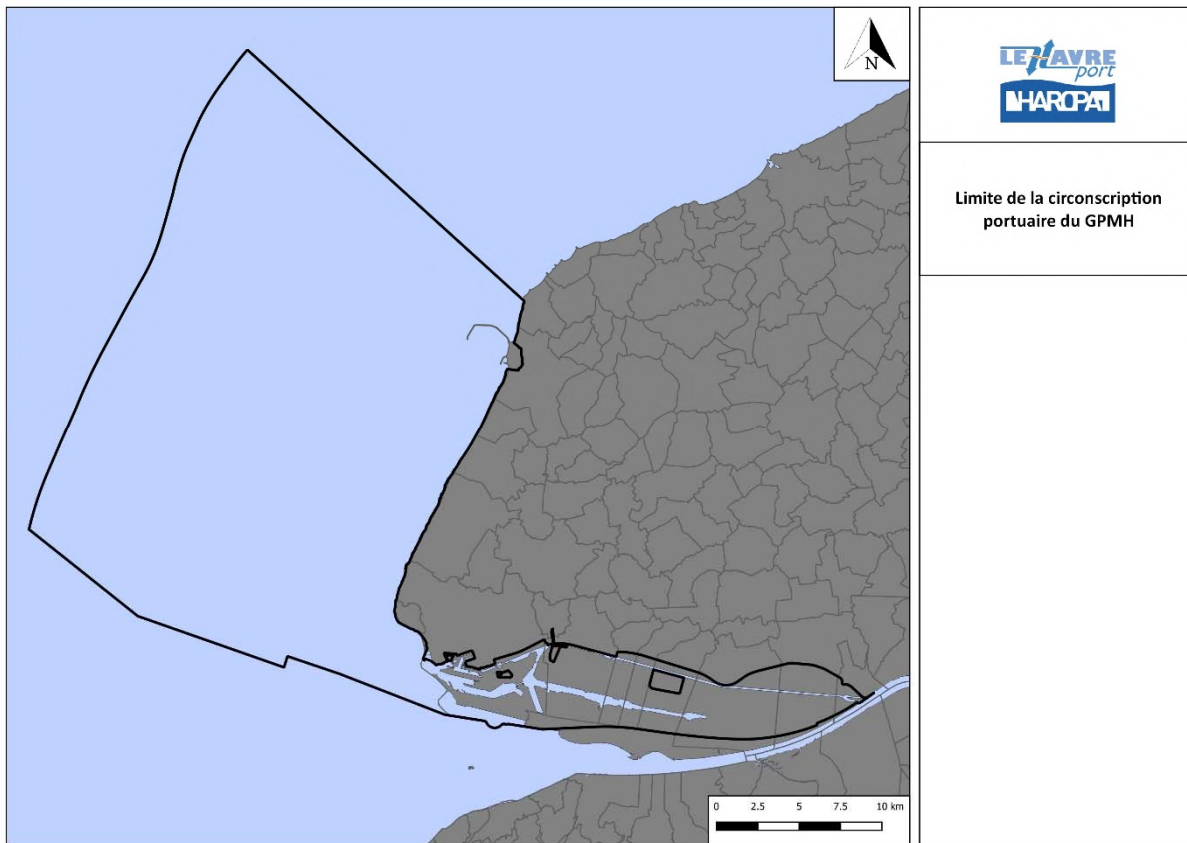 N
LE HAVRE
port
HAROPA
Limite de la circonscription
portuaire du GPMH
0 2.5 5 7.5 10 km